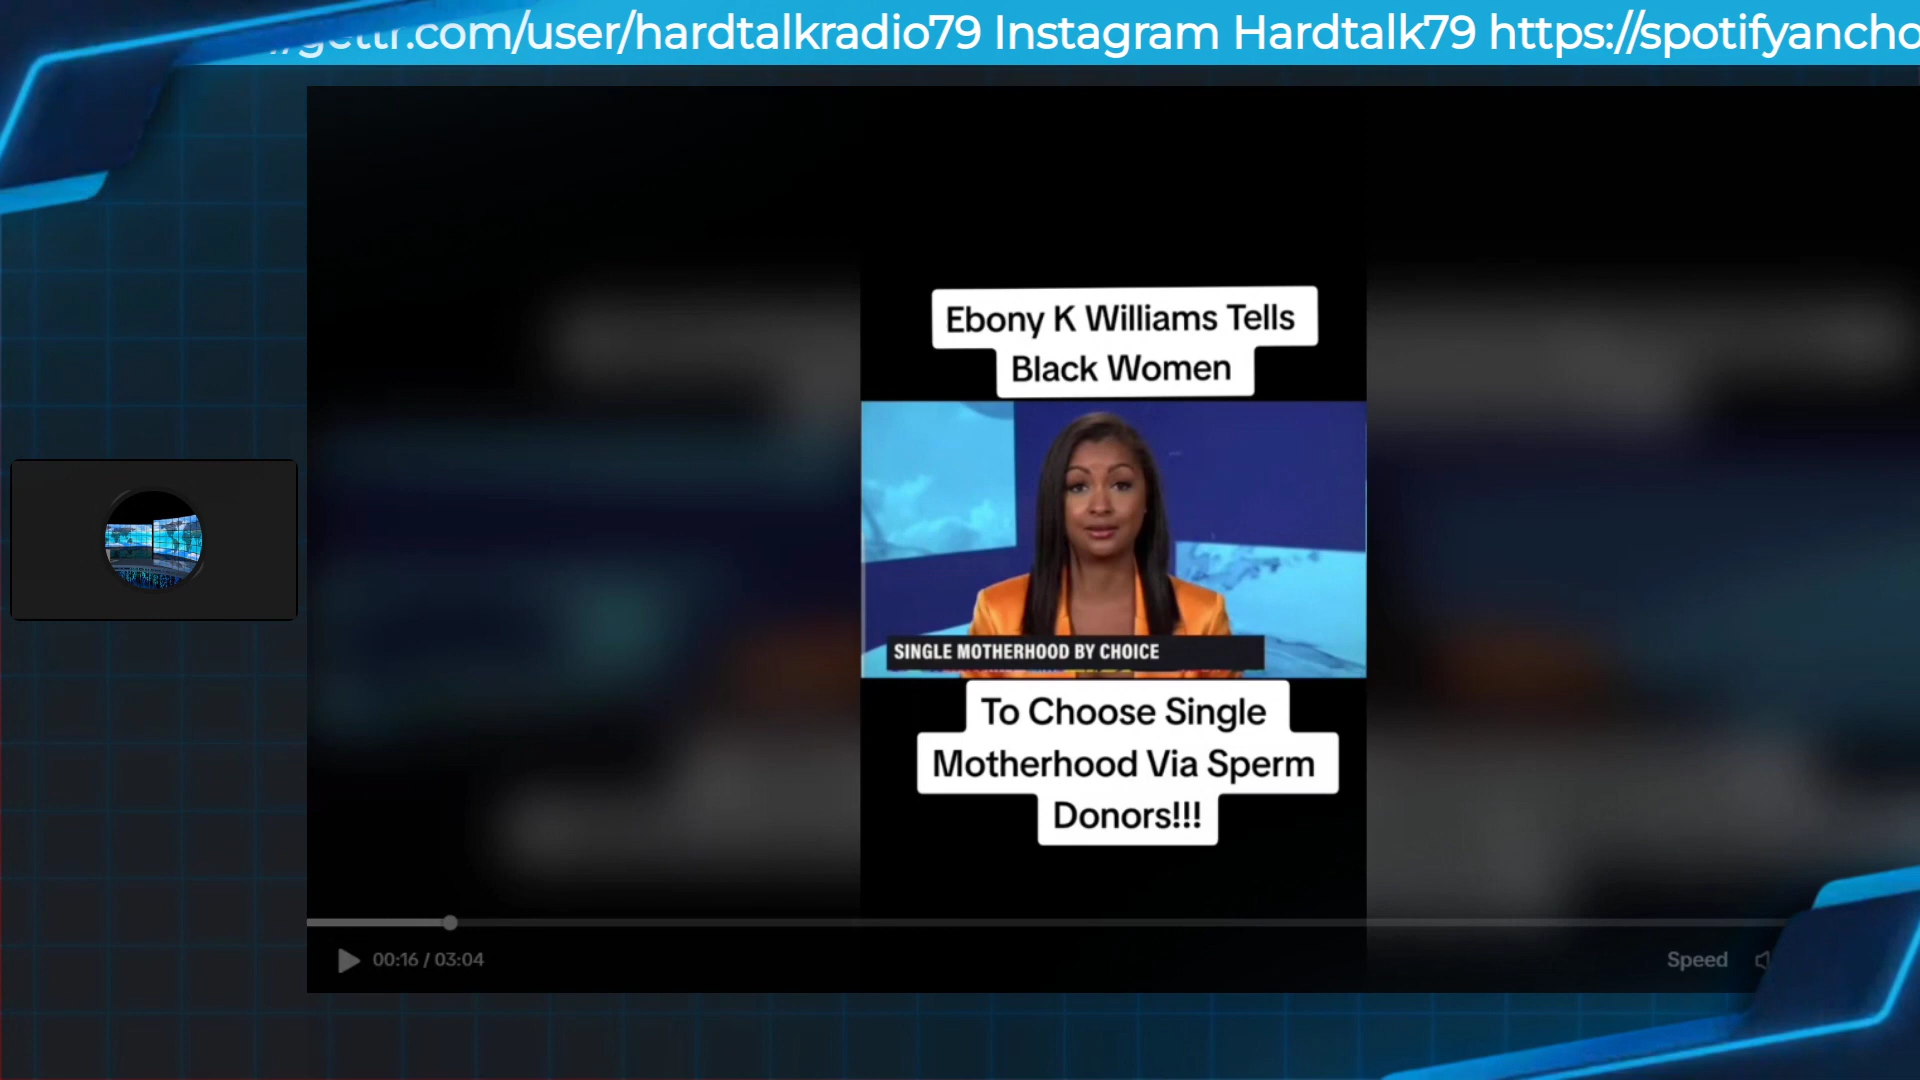 //gettr.com/user/hardtalkradio79 Instagram Hardtalk79 https://spotifyancho
Ebony K Williams Tells
Black Women
SINGLE MOTHERHOOD BY CHOICE
To Choose Single
Motherhood Via Sperm
Donors!!!
00:16 / 03:04
Speed